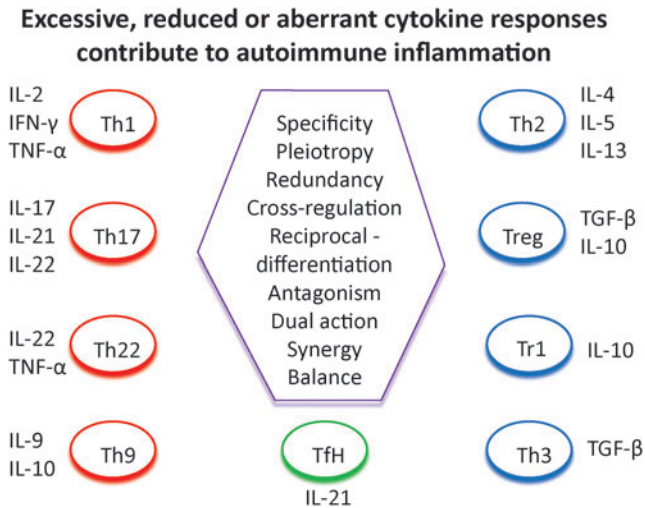 Excessive, reduced or aberrant cytokine responses
contribute to autoimmune inflammation
IL-2
IFN-γ
TNF-α
Th1
IL-17
IL-21
IL-22
Th17
IL-22
TNF-α
Th22
IL-9
IL-10
Th9
Specificity
Pleiotropy
Redundancy
Cross-regulation
Reciprocal -
differentiation
Antagonism
Dual action
Synergy
Balance
TfH
IL-21
Th2
IL-4
IL-5
IL-13
Treg
TGF-β
IL-10
Tr1
IL-10
Th3
TGF-β